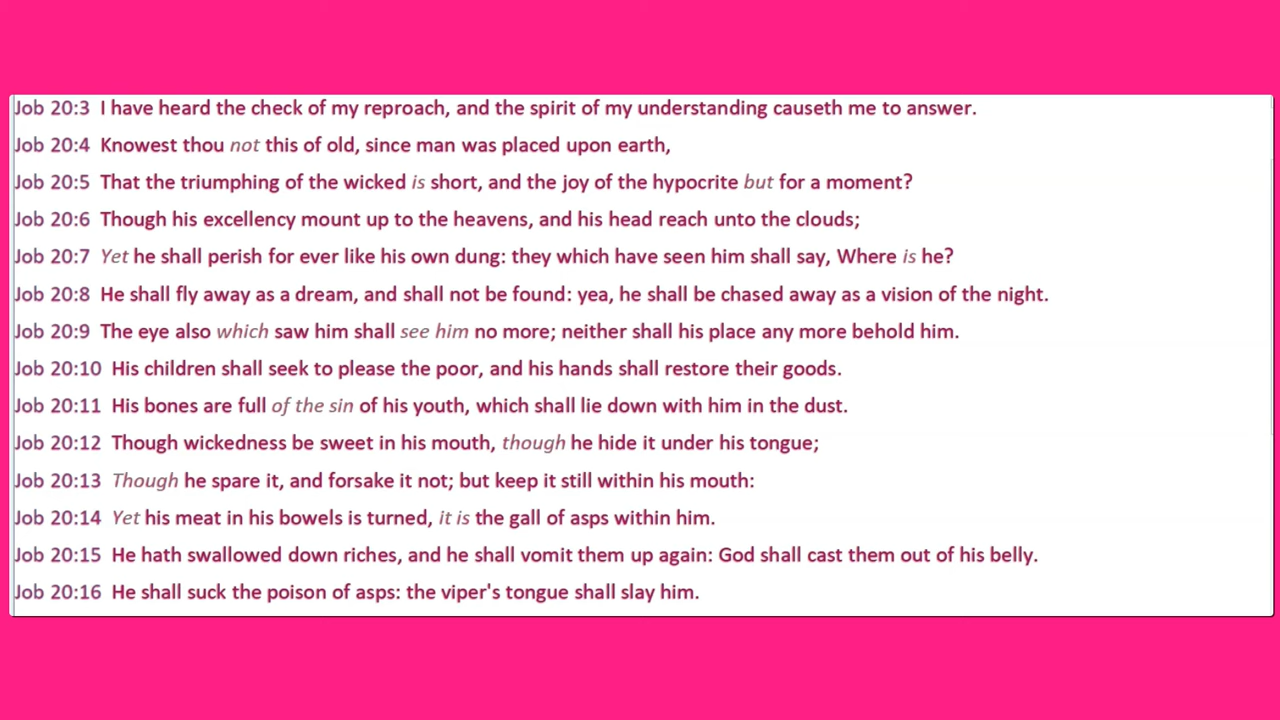 Job 20:3 I have heard the check of my reproach, and the spirit of my understanding causeth me to answer.
Job 20:4 Knowest thou not this of old, since man was placed upon earth,
Job 20:5 That the triumphing of the wicked is short, and the joy of the hypocrite but for a moment?
Job 20:6 Though his excellency mount up to the heavens, and his head reach unto the clouds;
Job 20:7 Yet he shall perish for ever like his own dung: they which have seen him shall say, Where is he?
Job 20:8 He shall fly away as a dream, and shall not be found: yea, he shall be chased away as a vision of the night.
Job 20:9 The eye also which saw him shall see him no more; neither shall his place any more behold him.
Job 20:10 His children shall seek to please the poor, and his hands shall restore their goods.
Job 20:11 His bones are full of the sin of his youth, which shall lie down with him in the dust.
Job 20:12 Though wickedness be sweet in his mouth, though he hide it under his tongue;
Job 20:13 Though he spare it, and forsake it not; but keep it still within his mouth:
Job 20:14 Yet his meat in his bowels is turned, it is the gall of asps within him.
Job 20:15 He hath swallowed down riches, and he shall vomit them up again: God shall cast them out of his belly.
Job 20:16 He shall suck the poison of asps: the viper's tongue shall slay him.